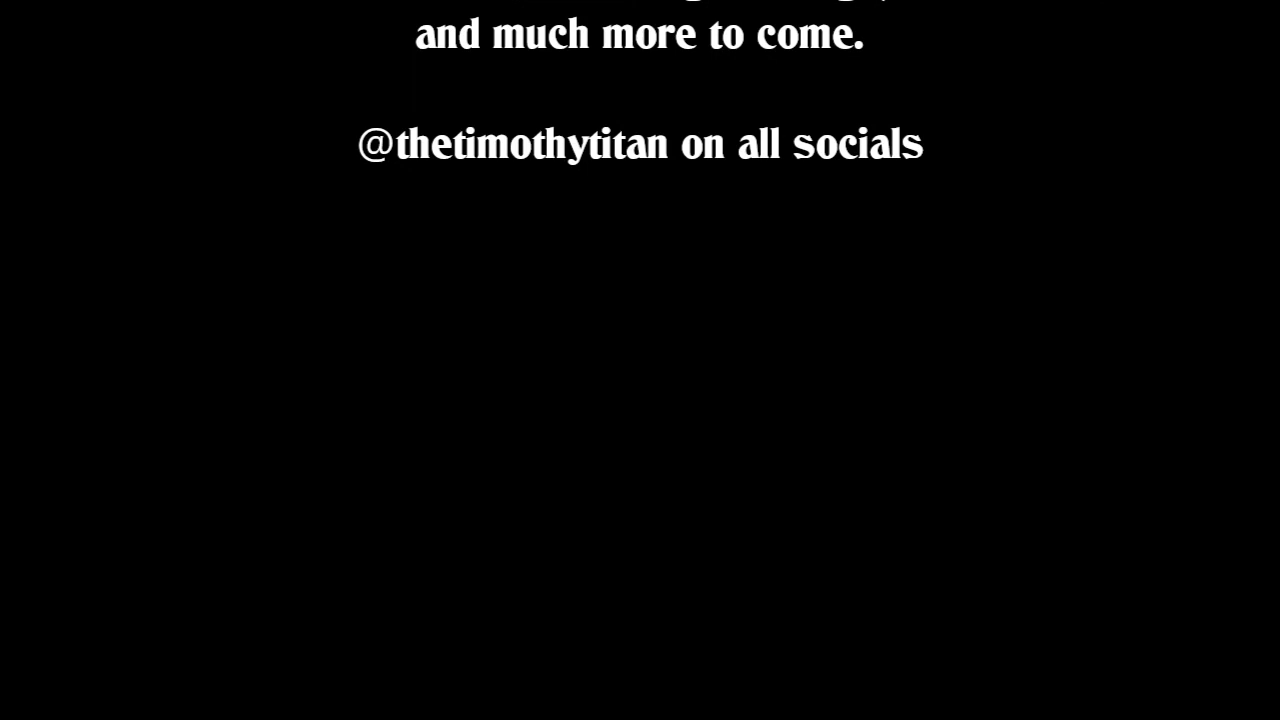 and much more to come.
@thetimothytitan on all socials